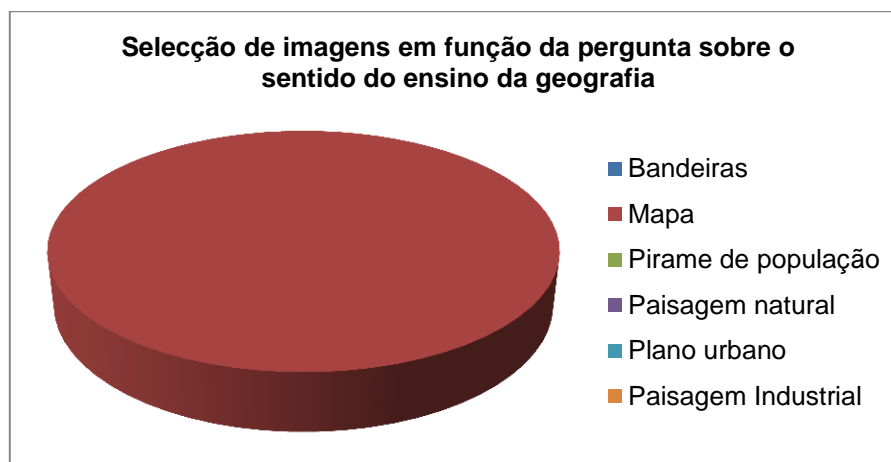 Selecção de imagens em função da pergunta sobre o
sentido do ensino da geografia
Bandeiras
Mapa
Pirame de população
Paisagem natural
Plano urbano
Paisagem Industrial